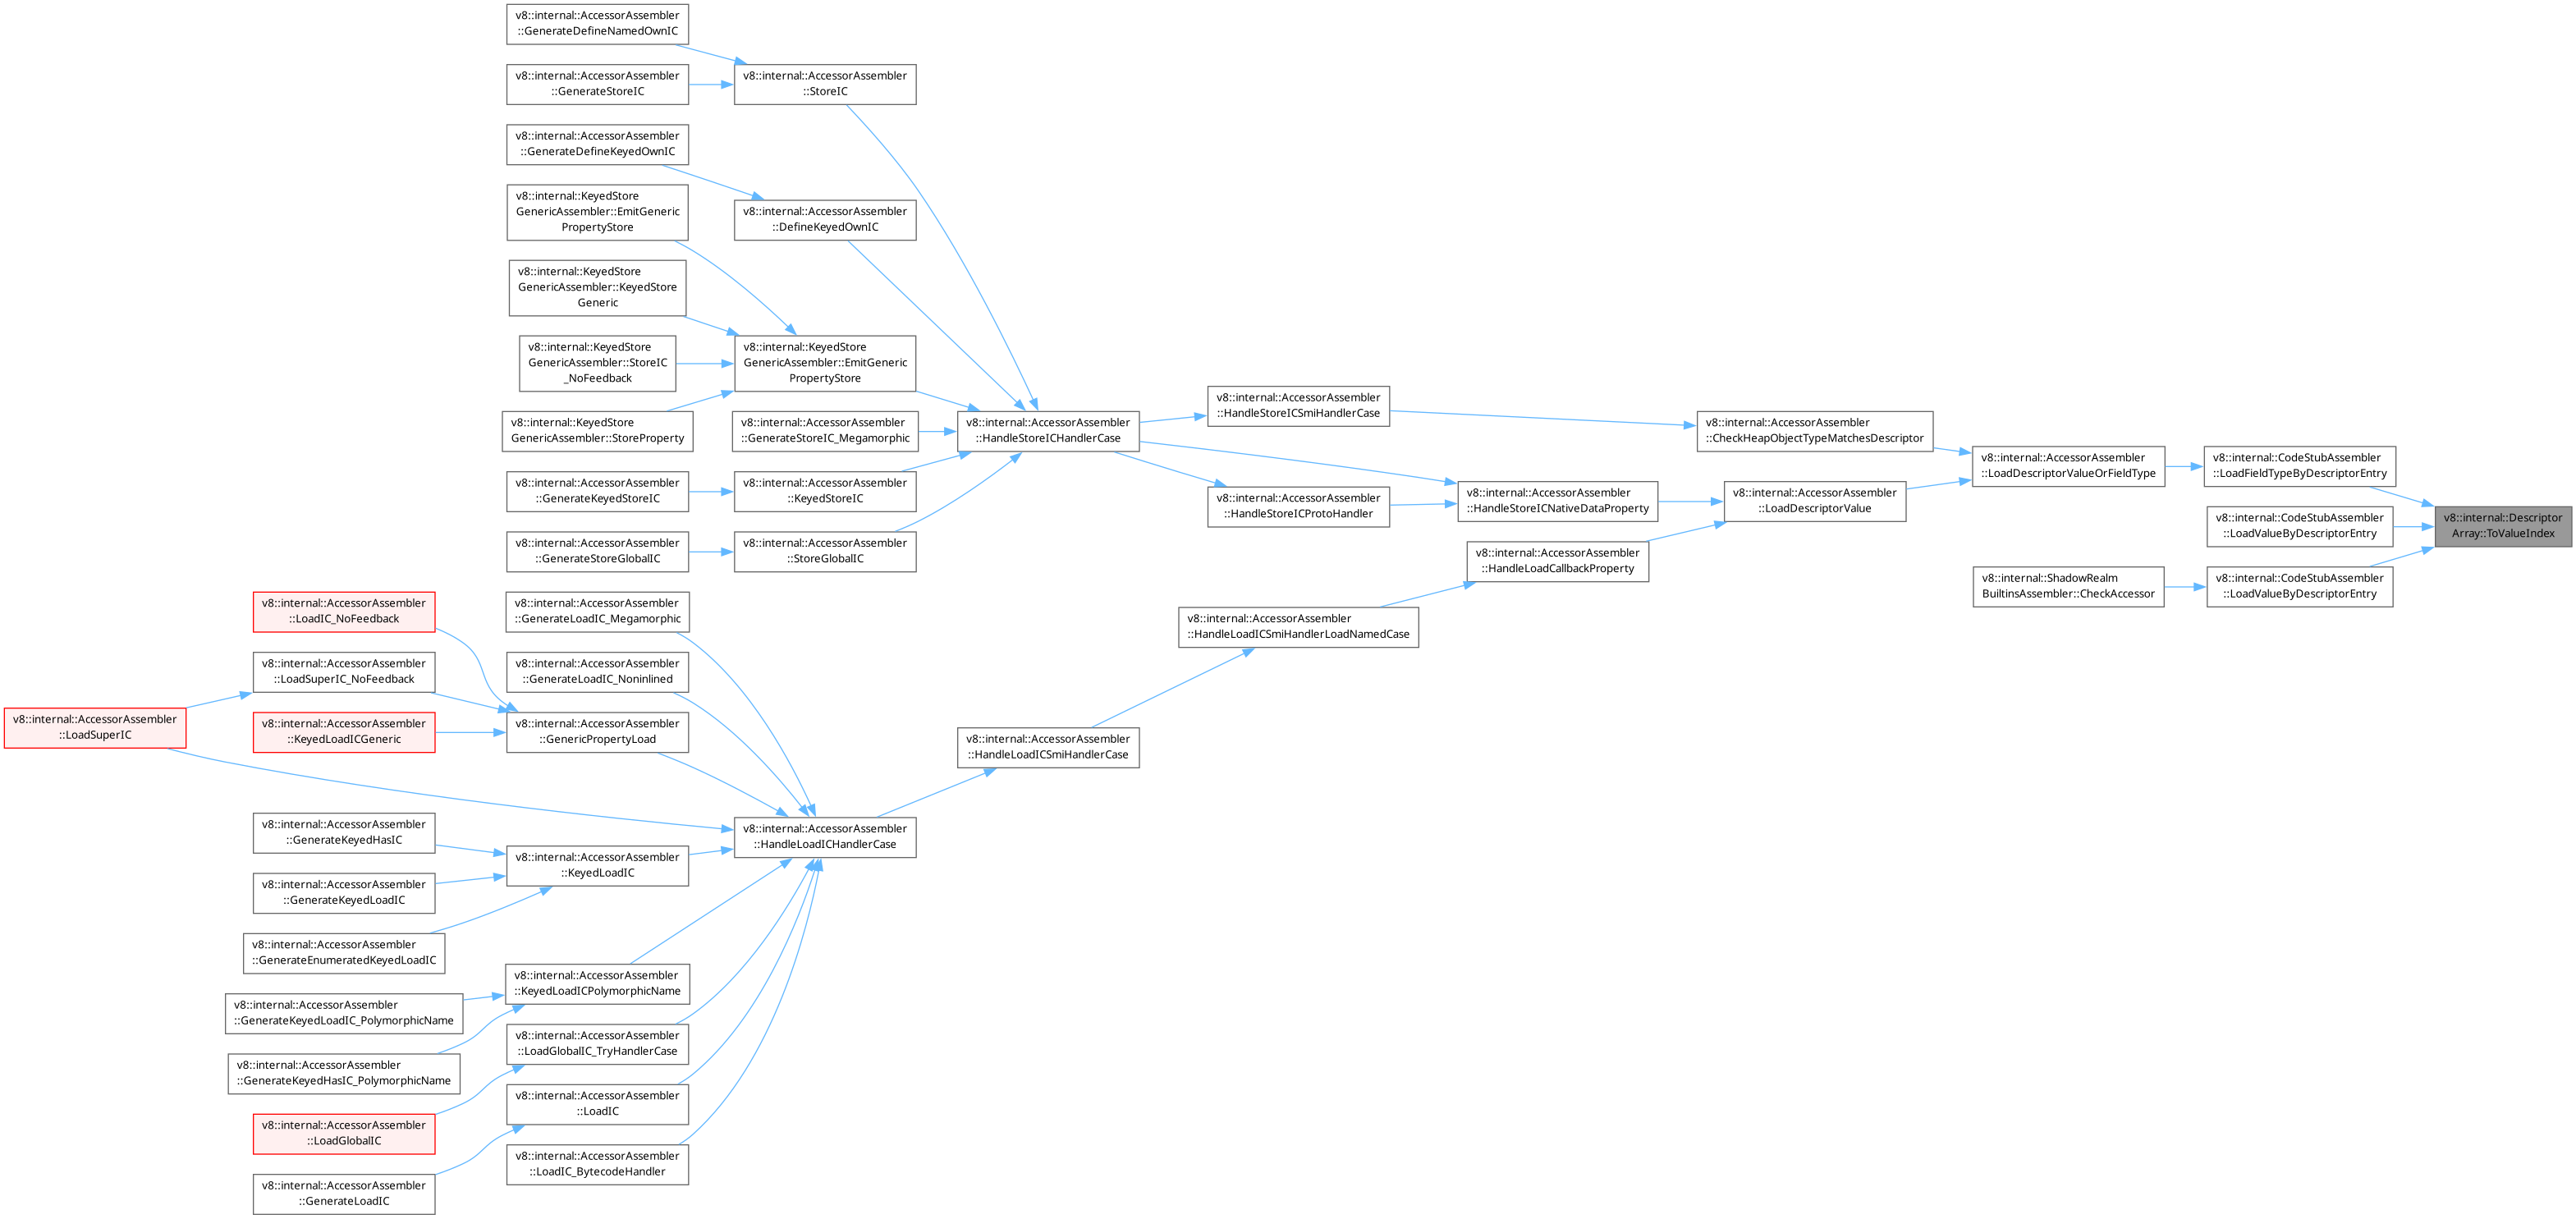 v8::internal::AccessorAssembler
::GenerateDefineNamedOwnIC
v8::internal::AccessorAssembler
::GenerateStoreIC
v8::internal::AccessorAssembler
::StoreIC
v8::internal::AccessorAssembler
::GenerateDefineKeyedOwnIC
v8::internal::KeyedStore
GenericAssembler::EmitGeneric
PropertyStore
v8::internal::AccessorAssembler
::DefineKeyedOwnIC
v8::internal::KeyedStore
GenericAssembler::KeyedStore
Generic
v8::internal::KeyedStore
GenericAssembler::StoreIC
_NoFeedback
v8::internal::KeyedStore
GenericAssembler::EmitGeneric
PropertyStore
v8::internal::KeyedStore
GenericAssembler::StoreProperty
v8::internal::AccessorAssembler
::GenerateStoreIC_Megamorphic
v8::internal::AccessorAssembler
::HandleStoreICHandlerCase
v8::internal::AccessorAssembler
::HandleStoreICSmiHandlerCase
v8::internal::AccessorAssembler
::CheckHeapObjectTypeMatchesDescriptor
v8::internal::AccessorAssembler
::LoadDescriptorValueOrFieldType
v8::internal::CodeStubAssembler
::LoadFieldTypeByDescriptorEntry
v8::internal::AccessorAssembler
::GenerateKeyedStoreIC
v8::internal::AccessorAssembler
::KeyedStoreIC
v8::internal::AccessorAssembler
::HandleStoreICProtoHandler
v8::internal::AccessorAssembler
::HandleStoreICNativeDataProperty
v8::internal::AccessorAssembler
::LoadDescriptorValue
v8::internal::CodeStubAssembler
::LoadValueByDescriptorEntry
v8::internal::Descriptor
Array::ToValueIndex
v8::internal::AccessorAssembler
::GenerateStoreGlobalIC
v8::internal::AccessorAssembler
::StoreGlobalIC
v8::internal::AccessorAssembler
::HandleLoadCallbackProperty
v8::internal::ShadowRealm
BuiltinsAssembler::CheckAccessor
v8::internal::CodeStubAssembler
::LoadValueByDescriptorEntry
v8::internal::AccessorAssembler
::LoadIC_NoFeedback
v8::internal::AccessorAssembler
::GenerateLoadIC_Megamorphic
v8::internal::AccessorAssembler
::HandleLoadICSmiHandlerLoadNamedCase
v8::internal::AccessorAssembler
::LoadSuperIC_NoFeedback
v8::internal::AccessorAssembler
::GenerateLoadIC_Noninlined
v8::internal::AccessorAssembler
::LoadSuperIC
v8::internal::AccessorAssembler
::KeyedLoadICGeneric
v8::internal::AccessorAssembler
::GenericPropertyLoad
v8::internal::AccessorAssembler
::HandleLoadICSmiHandlerCase
v8::internal::AccessorAssembler
::GenerateKeyedHasIC
v8::internal::AccessorAssembler
::HandleLoadICHandlerCase
v8::internal::AccessorAssembler
::KeyedLoadIC
v8::internal::AccessorAssembler
::GenerateKeyedLoadIC
v8::internal::AccessorAssembler
::GenerateEnumeratedKeyedLoadIC
v8::internal::AccessorAssembler
::KeyedLoadICPolymorphicName
v8::internal::AccessorAssembler
::GenerateKeyedLoadIC_PolymorphicName
v8::internal::AccessorAssembler
::LoadGlobalIC_TryHandlerCase
v8::internal::AccessorAssembler
::GenerateKeyedHasIC_PolymorphicName
v8::internal::AccessorAssembler
::LoadIC
v8::internal::AccessorAssembler
::LoadGlobalIC
v8::internal::AccessorAssembler
::LoadIC_BytecodeHandler
v8::internal::AccessorAssembler
::GenerateLoadIC